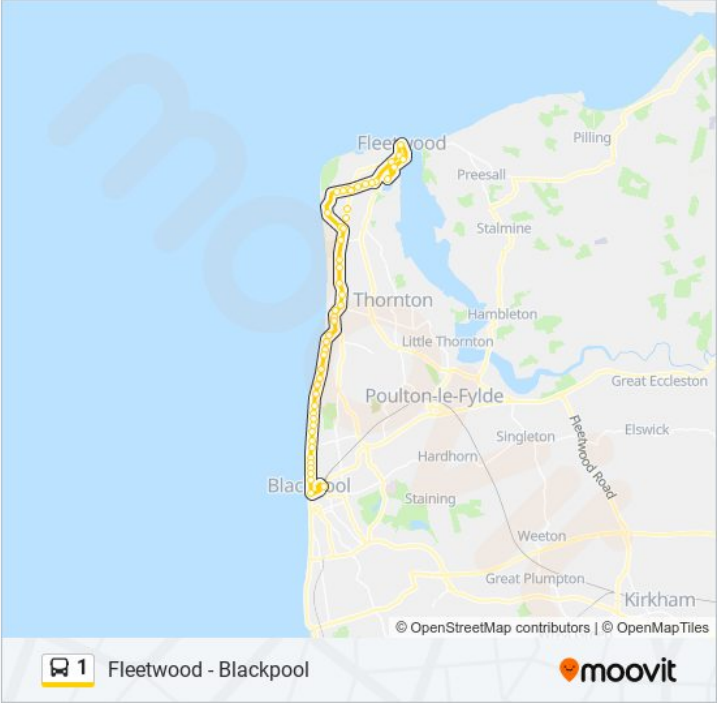 Fleetwood
Pilling
Preesall
Stalmine
Thornton
Hambleton
Little Thornton
Great Eccleston
Poulton-le-Fylde
Elswick
Singleton
Fleetwood Road
Hardhorn
Blackpool
Staining
Weeton
Great Plumpton
Kirkham
© OpenStreetMap contributors | © OpenMapTiles
1 Fleetwood - Blackpool
moovit